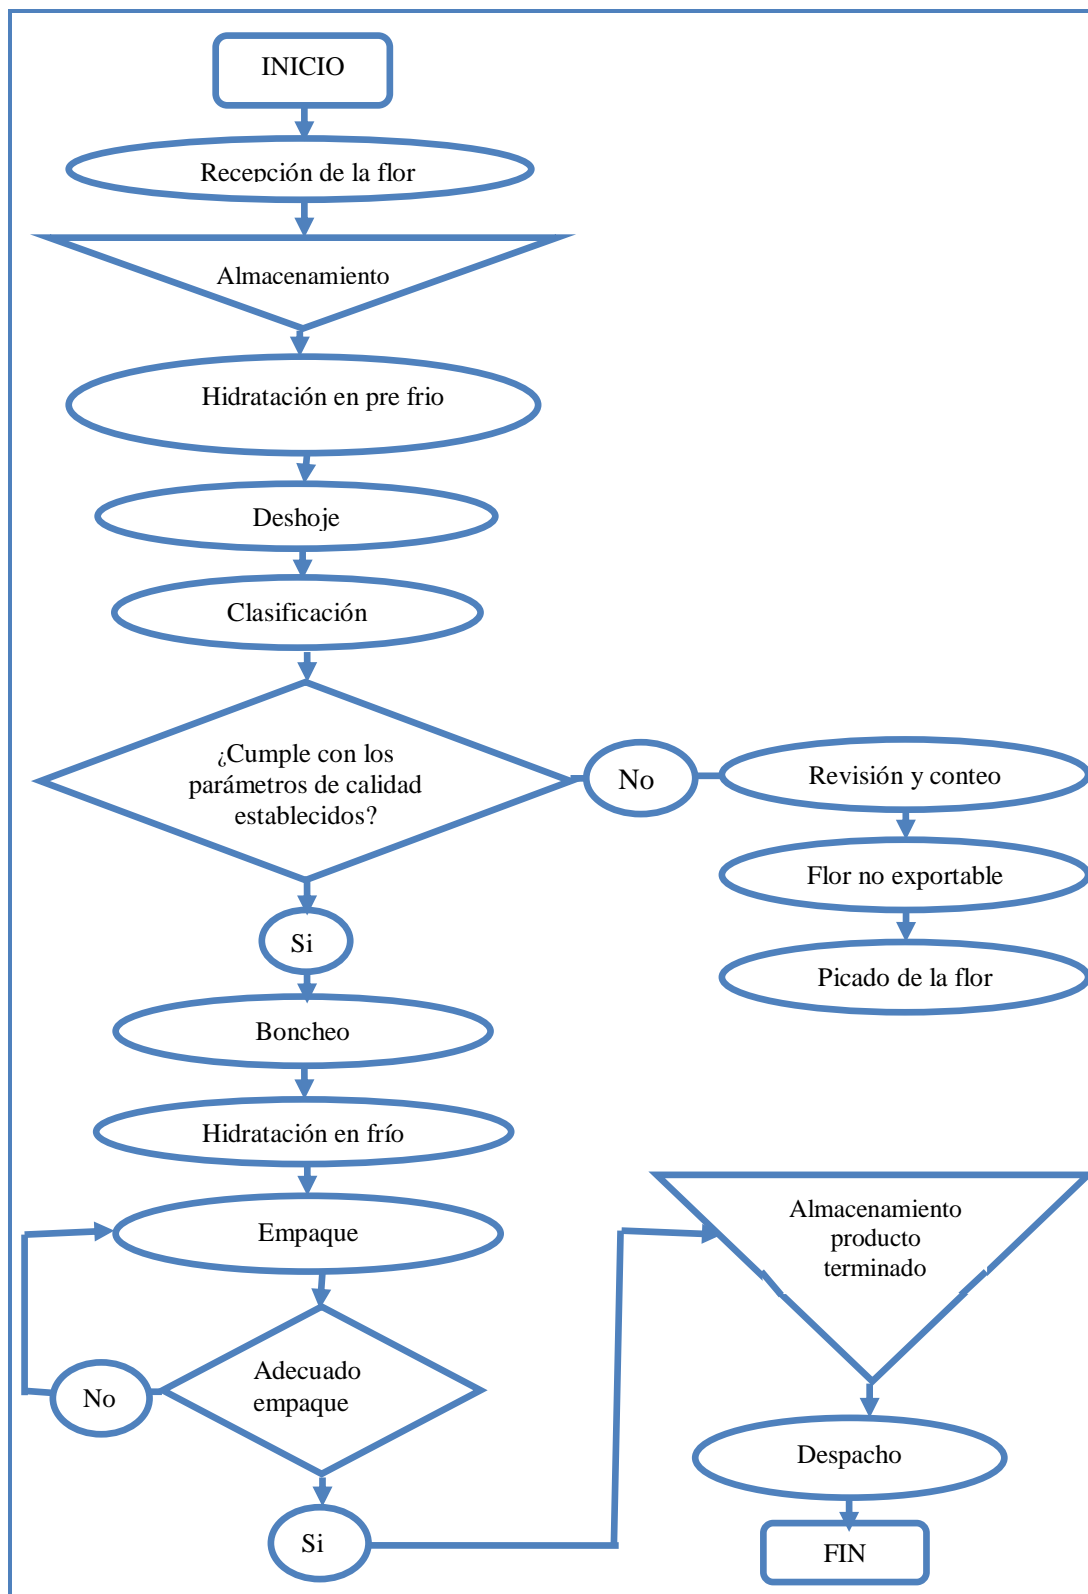 INICIO
Recepción de la flor
Almacenamiento
Hidratación en pre frio
Deshoje
Clasificación
¿Cumple con los
parámetros de calidad
establecidos?
No
Revisión y conteo
Flor no exportable
Picado de la flor
Si
Boncheo
Hidratación en frío
Empaque
Adecuado
empaque
No
Si
Almacenamiento
producto
terminado
Despacho
FIN